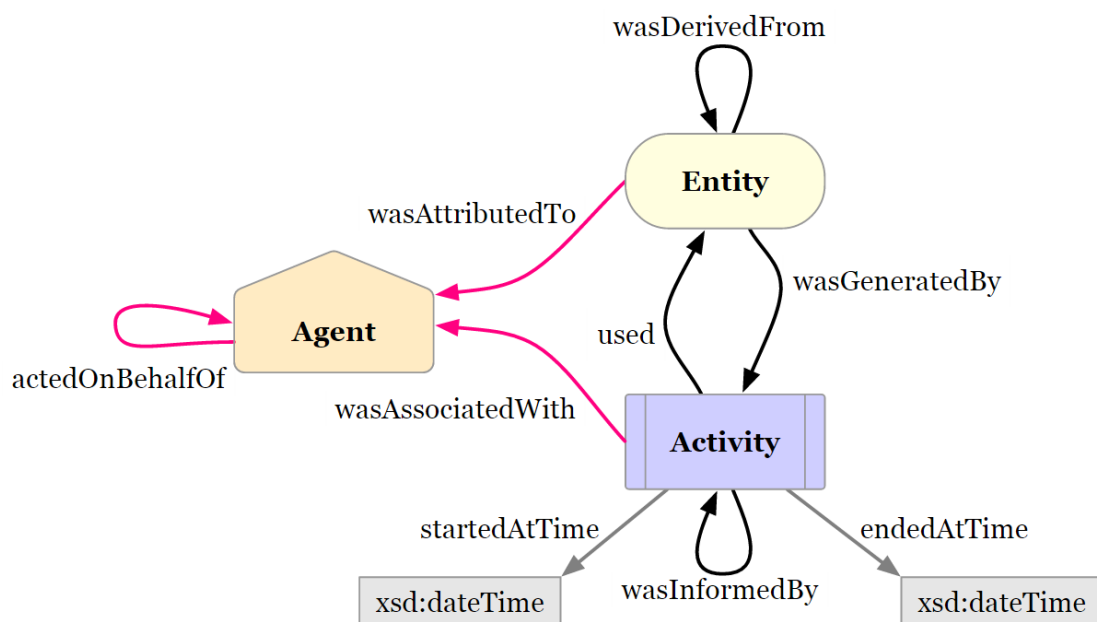 wasDerivedFrom
Entity
wasAttributedTo
wasGeneratedBy
Agent
used
actedOnBehalfOf
wasAssociatedWith
Activity
startedAtTime
endedAtTime
wasInformedBy
xsd:dateTime
xsd:dateTime